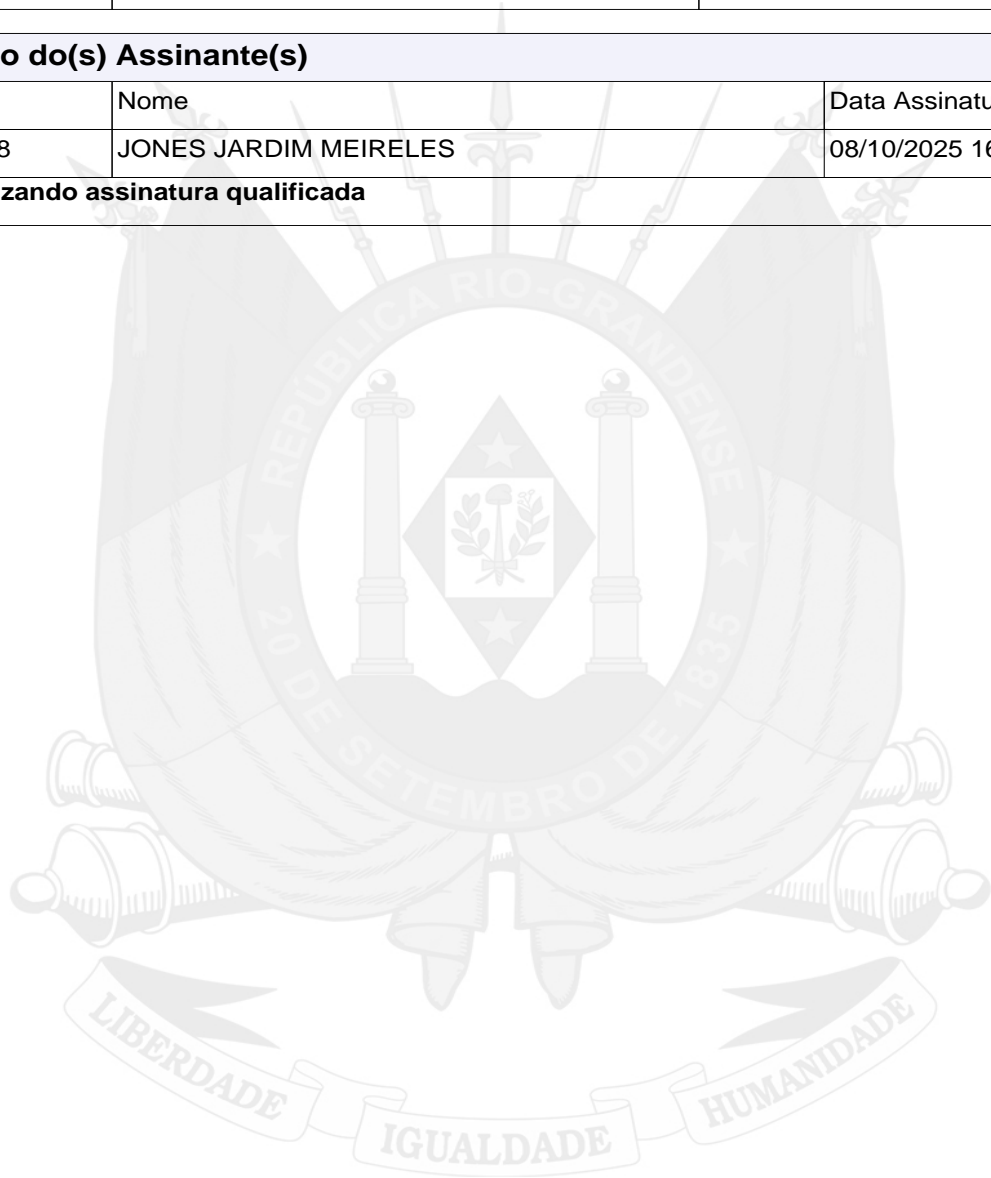 o do(s) Assinante(s)
Nome
Data Assinatu
8
JONES JARDIM MEIRELES
08/10/2025 16
zando assinatura qualificada
REPÚBLICA RIO-GRANDENSE
20 DE SETEMBRO DE 1835
LIBERDADE
IGUALDADE
HUMANIDADE